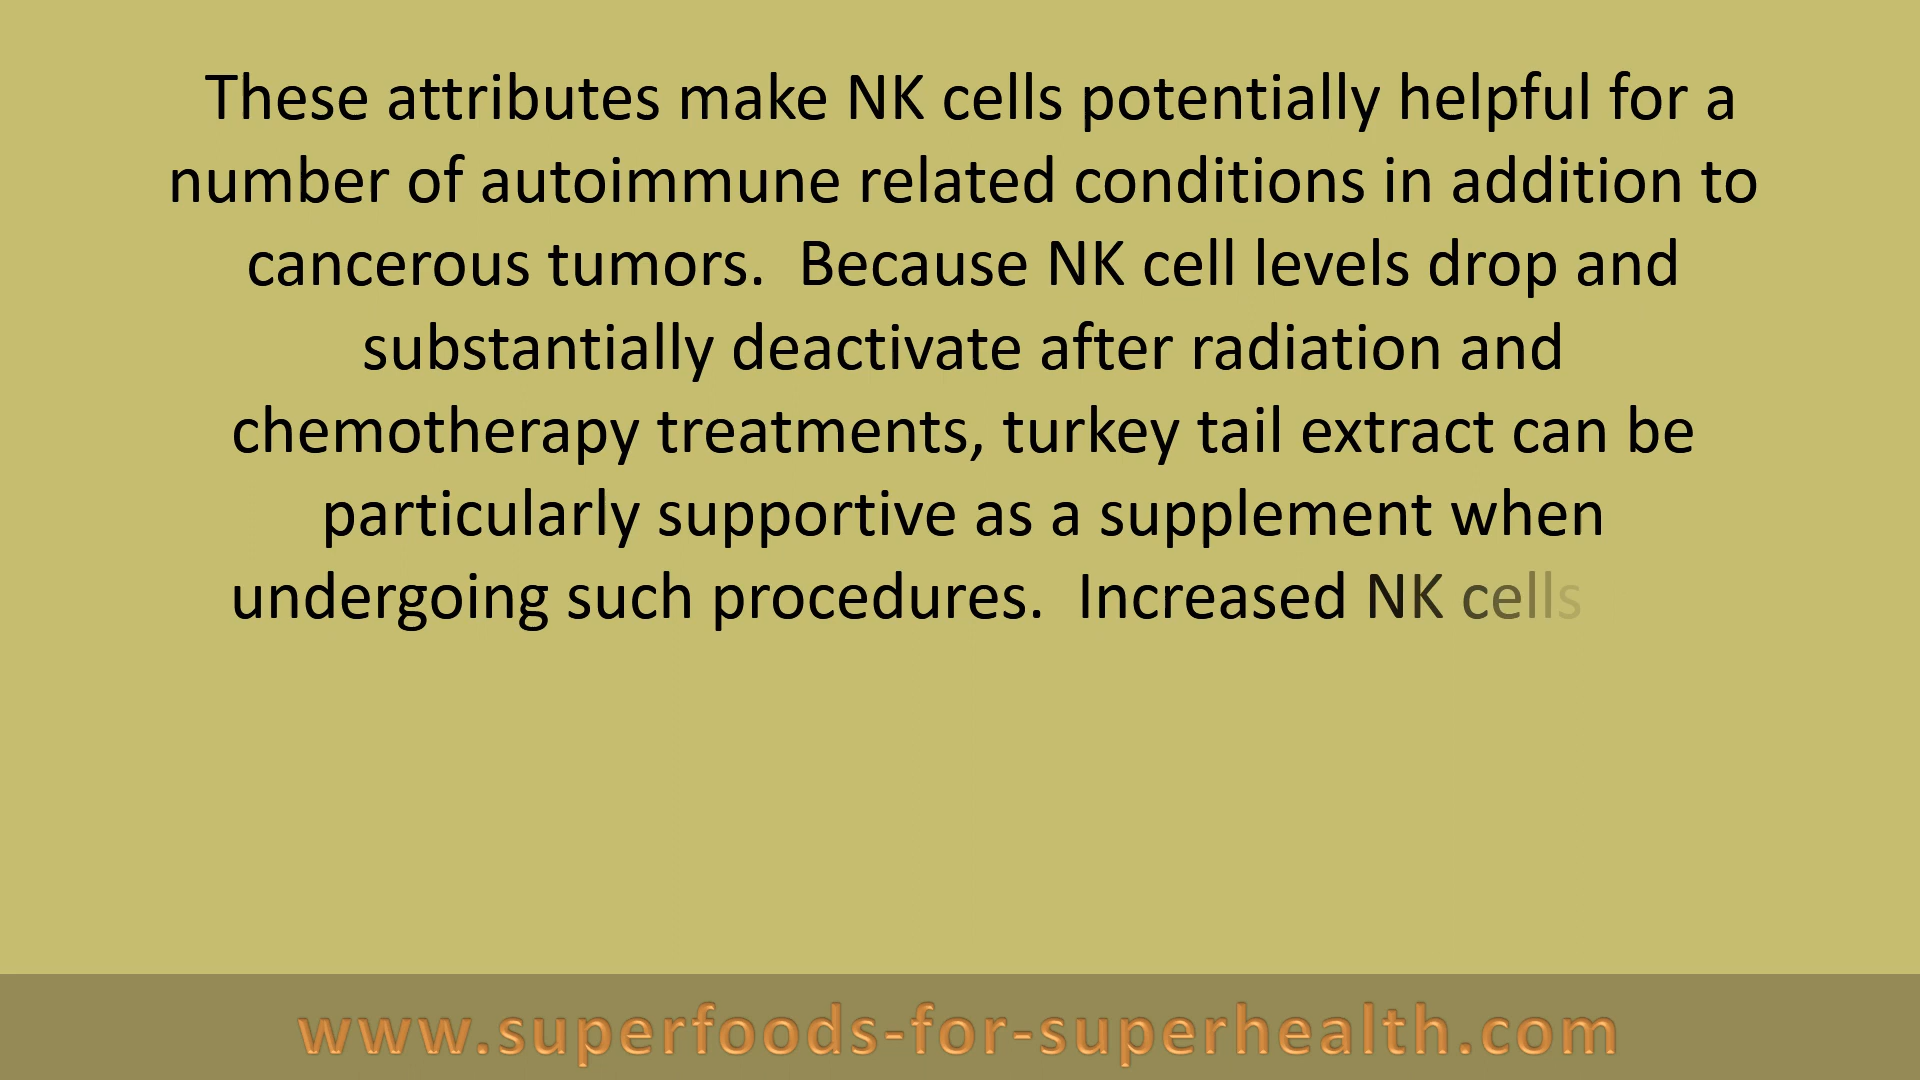 These attributes make NK cells potentially helpful for a
number of autoimmune related conditions in addition to
cancerous tumors.  Because NK cell levels drop and
substantially deactivate after radiation and
chemotherapy treatments, turkey tail extract can be
particularly supportive as a supplement when
undergoing such procedures.  Increased NK cells
www.superfoods-for-superhealth.com